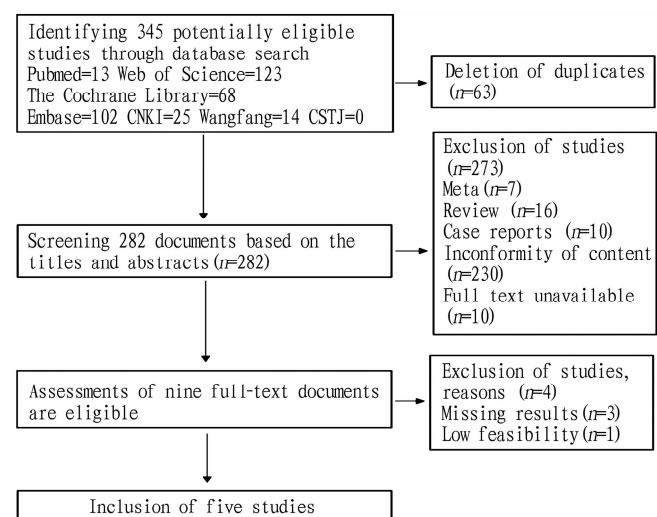 Identifying 345 potentially eligible
studies through database search
Pubmed=13 Web of Science=123
The Cochrane Library=68
Embase=102 CNKI=25 Wangfang=14 CSTJ=0
Deletion of duplicates
(n=63)
Exclusion of studies
(n=273)
Meta(n=7)
Review (n=16)
Case reports (n=10)
Inconformity of content
(n=230)
Full text unavailable
(n=10)
Screening 282 documents based on the
titles and abstracts(n=282)
Assessments of nine full-text documents
are eligible
Exclusion of studies,
reasons (n=4)
Missing results(n=3)
Low feasibility(n=1)
Inclusion of five studies